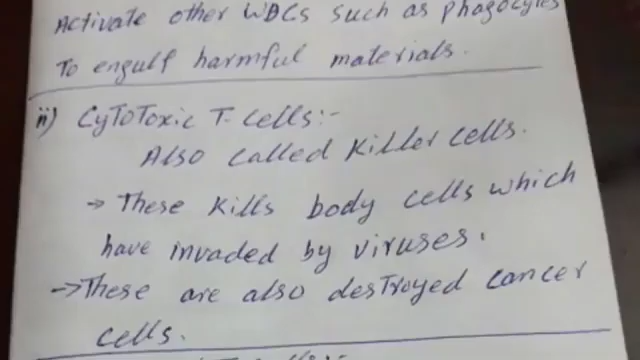 Activate other WBCs such as phagocytes
To engulf harmful materials.
ii) CytoToxic T-cells:-
Also called Killer cells.
→ These Kills body cells which
have invaded by viruses.
→ These are also destroyed cancer
cells.